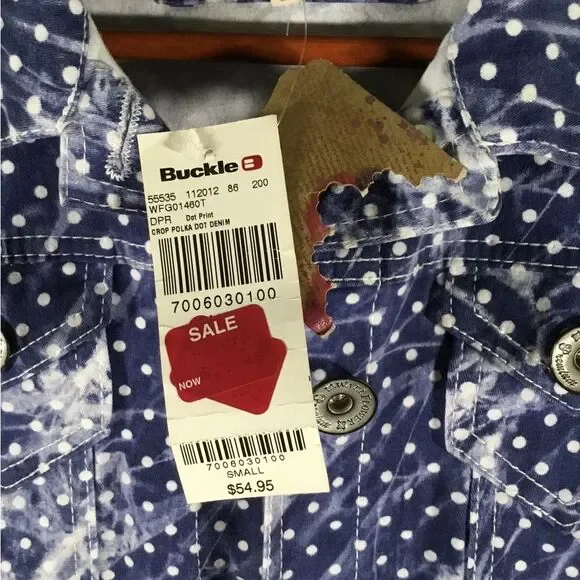 Buckle B
55535 112012 86 200
WFG01460T
DPR Dot Print
CROP POLKA DOT DENIM
7006030100
SALE
NOW
7006030100
SMALL
$54.95
WALLFLOWER